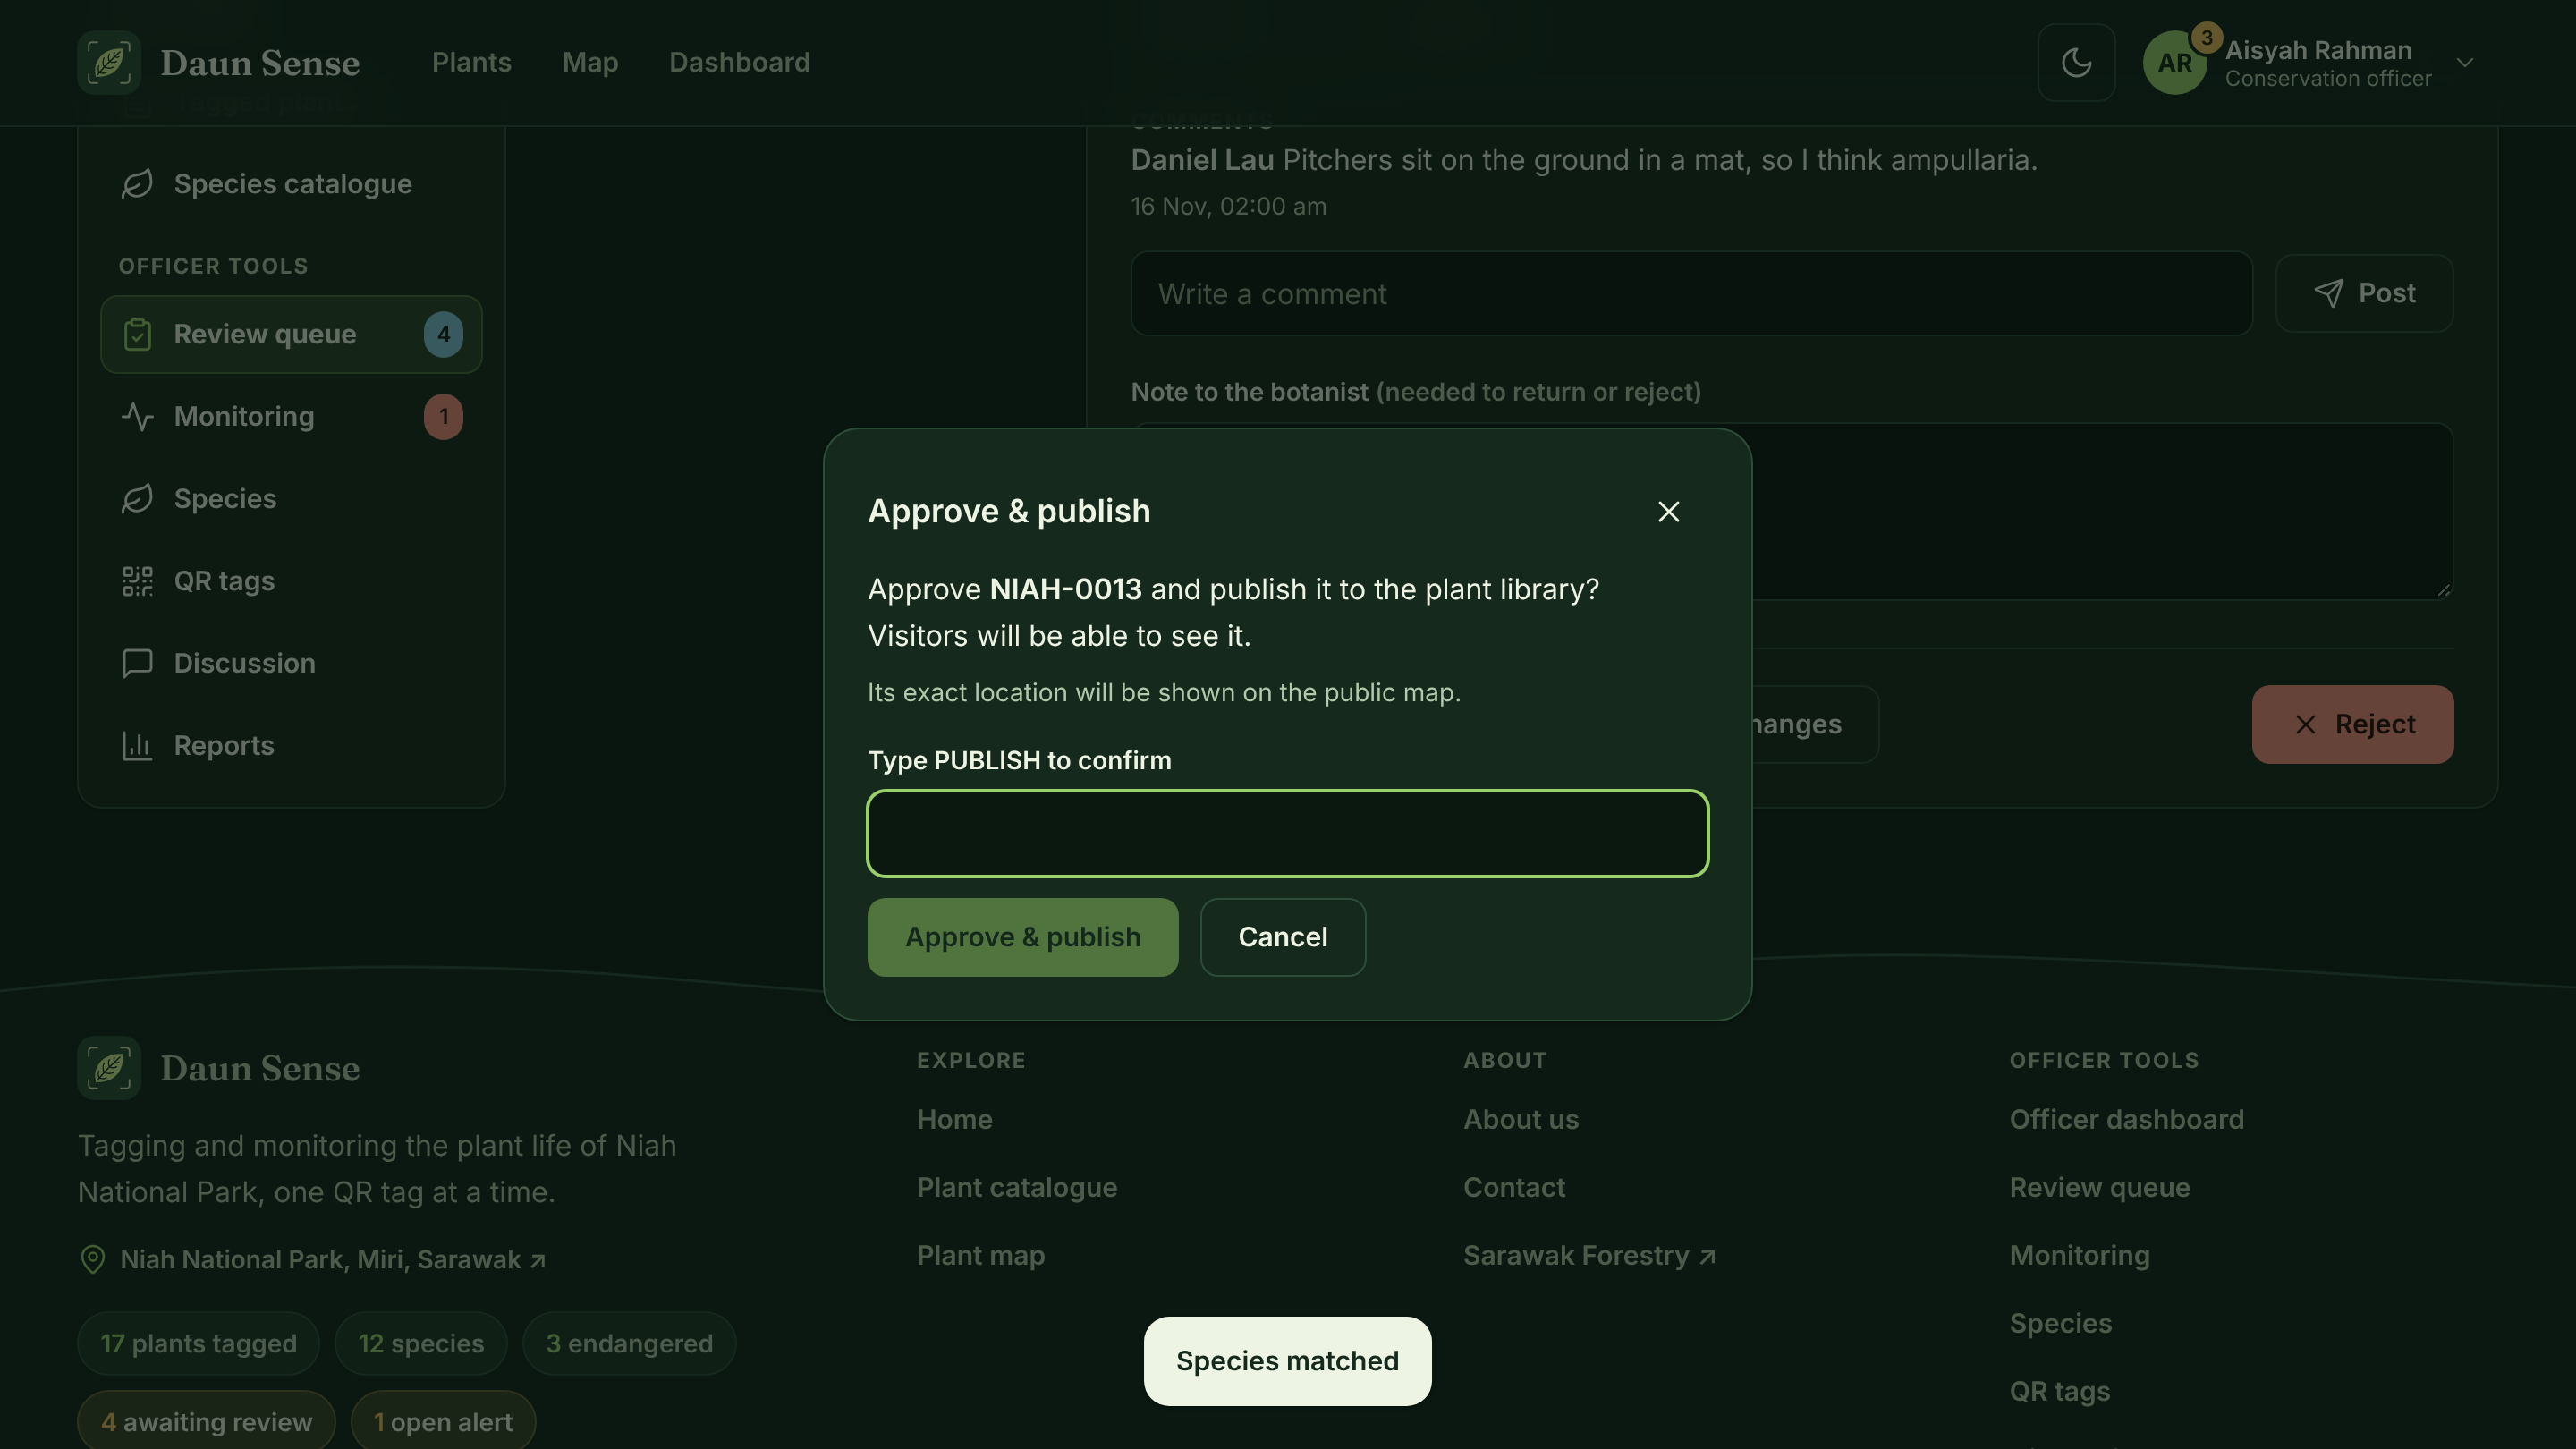 Daun Sense
Plants
Map
Dashboard
AR
3
Aisyah Rahman
Conservation officer
Tagged plants
Species catalogue
OFFICER TOOLS
Review queue
4
Monitoring
1
Species
QR tags
Discussion
Reports
COMMENTS
Daniel Lau Pitchers sit on the ground in a mat, so I think ampullaria.
16 Nov, 02:00 am
Write a comment
Post
Note to the botanist (needed to return or reject)
hanges
Reject
Approve & publish
Approve NIAH-0013 and publish it to the plant library?
Visitors will be able to see it.
Its exact location will be shown on the public map.
Type PUBLISH to confirm
Approve & publish
Cancel
Daun Sense
Tagging and monitoring the plant life of Niah
National Park, one QR tag at a time.
Niah National Park, Miri, Sarawak ↗
17 plants tagged
12 species
3 endangered
4 awaiting review
1 open alert
EXPLORE
Home
Plant catalogue
Plant map
ABOUT
About us
Contact
Sarawak Forestry ↗
OFFICER TOOLS
Officer dashboard
Review queue
Monitoring
Species
QR tags
Species matched